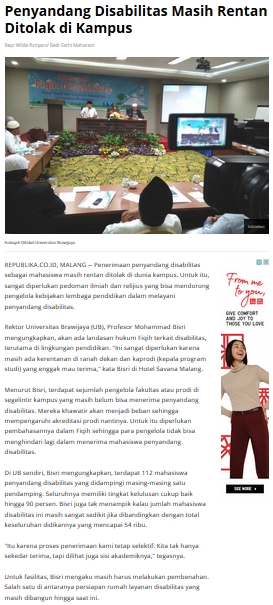 Penyandang Disabilitas Masih Rentan
Ditolak di Kampus
Rep: Wilda fizriyani/ Red: Esthi Maharani
Halaqoh Difabel Universitas Brawijaya
REPUBLIKA.CO.ID, MALANG -- Penerimaan penyandang disabilitas
sebagai mahasiswa masih rentan ditolak di dunia kampus. Untuk itu,
sangat diperlukan pedoman ilmiah dan relijius yang bisa mendorong
pengelola kebijakan lembaga pendidikan dalam melayani
penyandang disabilitas.
Rektor Universitas Brawijaya (UB), Profesor Mohammad Bisri
mengungkapkan, akan ada landasan hukum Fiqih terkait disabilitas,
terutama di lingkungan pendidikan. "Ini sangat diperlukan karena
masih ada kerentanan di ranah dekan dan kaprodi (kepala program
studi) yang enggak mau terima," kata Bisri di Hotel Savana Malang.
Menurut Bisri, terdapat sejumlah pengelola fakultas atau prodi di
segelintir kampus yang masih belum bisa menerima penyandang
disabilitas. Mereka khawatir akan menjadi beban sehingga
mempengaruhi akreditasi prodi nantinya. Untuk itu diperlukan
pembahasannya dalam Fiqih sehingga para pengelola tidak bisa
menghindari lagi dalam menerima mahasiswa penyandang
disabilitas.
Di UB sendiri, Bisri mengungkapkan, terdapat 112 mahasiswa
penyandang disabilitas yang didampingi masing-masing satu
pendamping. Seluruhnya memiliki tingkat kelulusan cukup baik
hingga 90 persen. Bisri juga tak menampik kalau jumlah mahasiswa
disabilitas ini masih sangat sedikit jika dibandingkan dengan total
keseluruhan didikannya yang mencapai 54 ribu.
"Itu karena proses penerimaan kami tetap selektif. Kita tak hanya
sekedar terima, tapi dilihat juga sisi akademiknya," tegasnya.
Untuk fasilitas, Bisri mengaku masih harus melakukan pembenahan.
Salah satu di antaranya persiapan rumah layanan disabilitas yang
masih dibangun hingga saat ini.
From me
to you,
GIVE COMFORT
AND JOY TO
THOSE YOU LOVE
SEE MORE